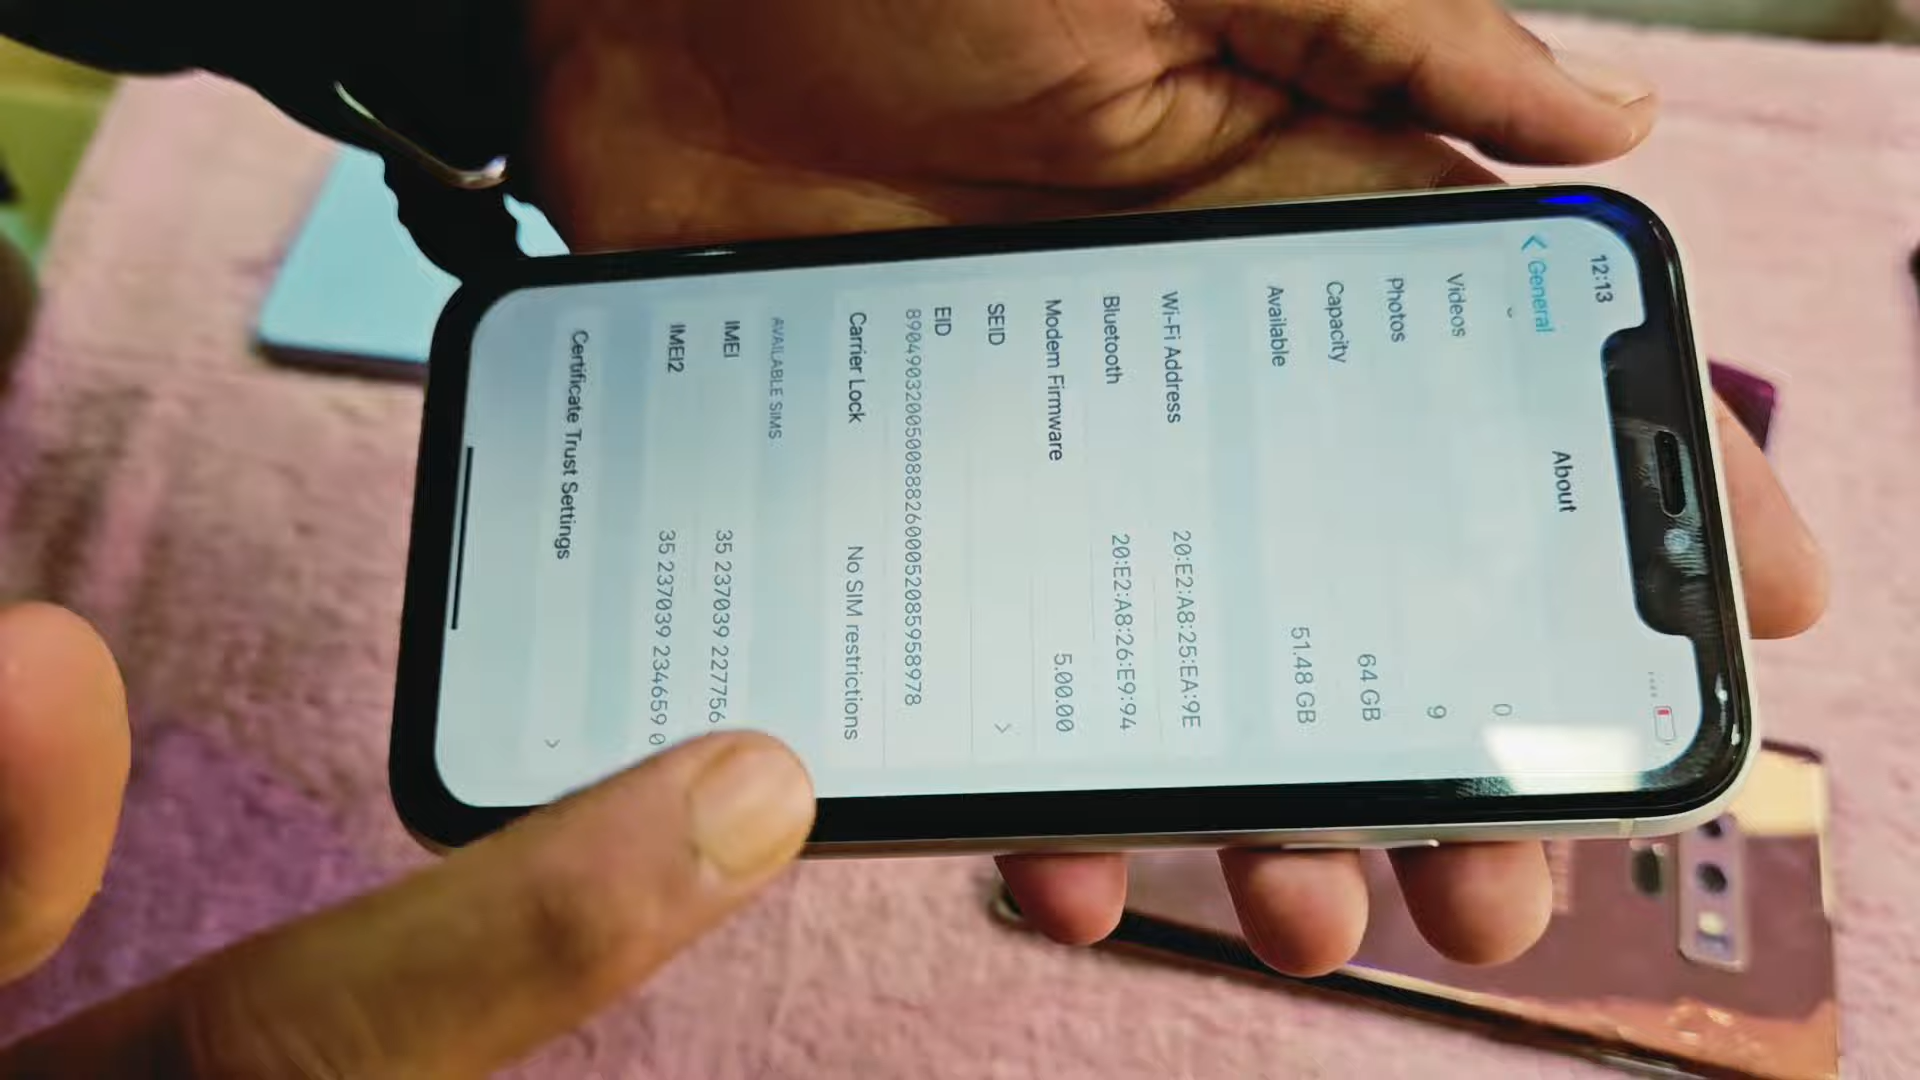 12:13
General
About
Videos 0
Photos 9
Capacity 64 GB
Available 51.48 GB
Wi-Fi Address 20:E2:A8:25:EA:9E
Bluetooth 20:E2:A8:26:E9:94
Modem Firmware 5.00.00
SEID
EID
89049032005008882600052085958978
Carrier Lock No SIM restrictions
AVAILABLE SIMS
IMEI 35 237039 227756
IMEI2 35 237039 234659 0
Certificate Trust Settings